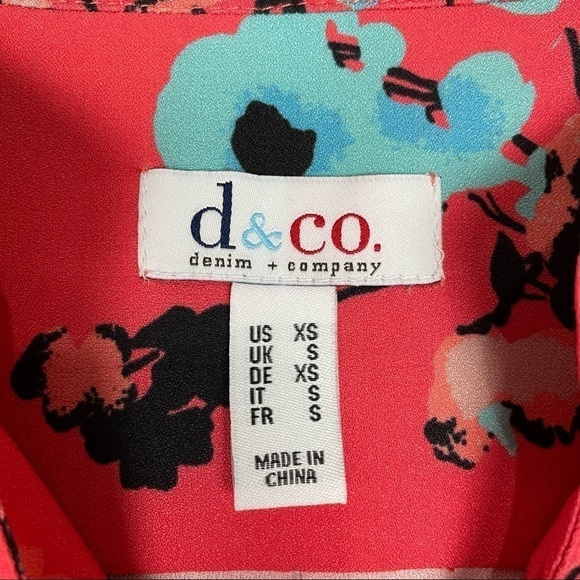 d&co.
denim + company
US XS
UK S
DE XS
IT S
FR S
MADE IN
CHINA